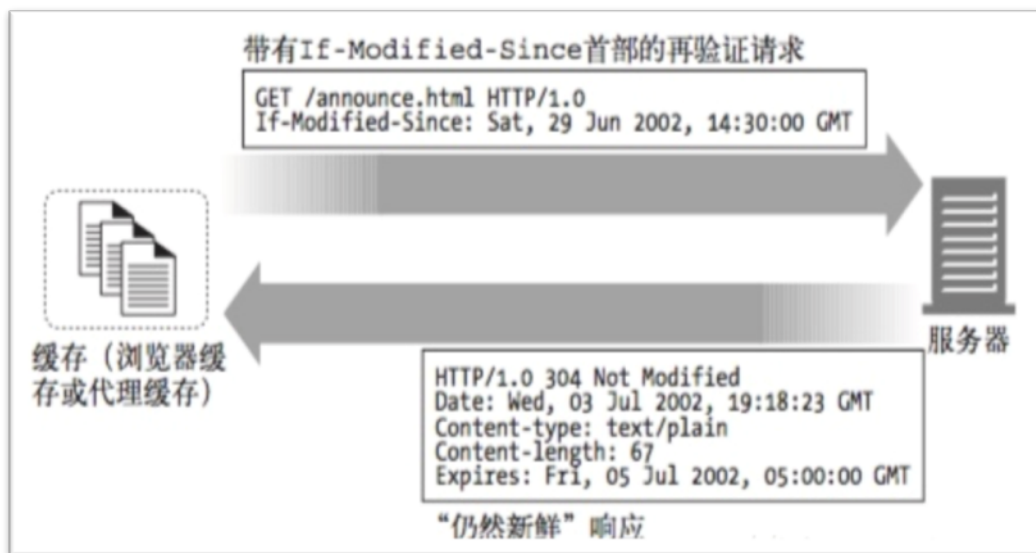 带有If-Modified-Since首部的再验证请求
GET /announce.html HTTP/1.0
If-Modified-Since: Sat, 29 Jun 2002, 14:30:00 GMT
缓存（浏览器缓
存或代理缓存）
服务器
HTTP/1.0 304 Not Modified
Date: Wed, 03 Jul 2002, 19:18:23 GMT
Content-type: text/plain
Content-length: 67
Expires: Fri, 05 Jul 2002, 05:00:00 GMT
“仍然新鲜”响应